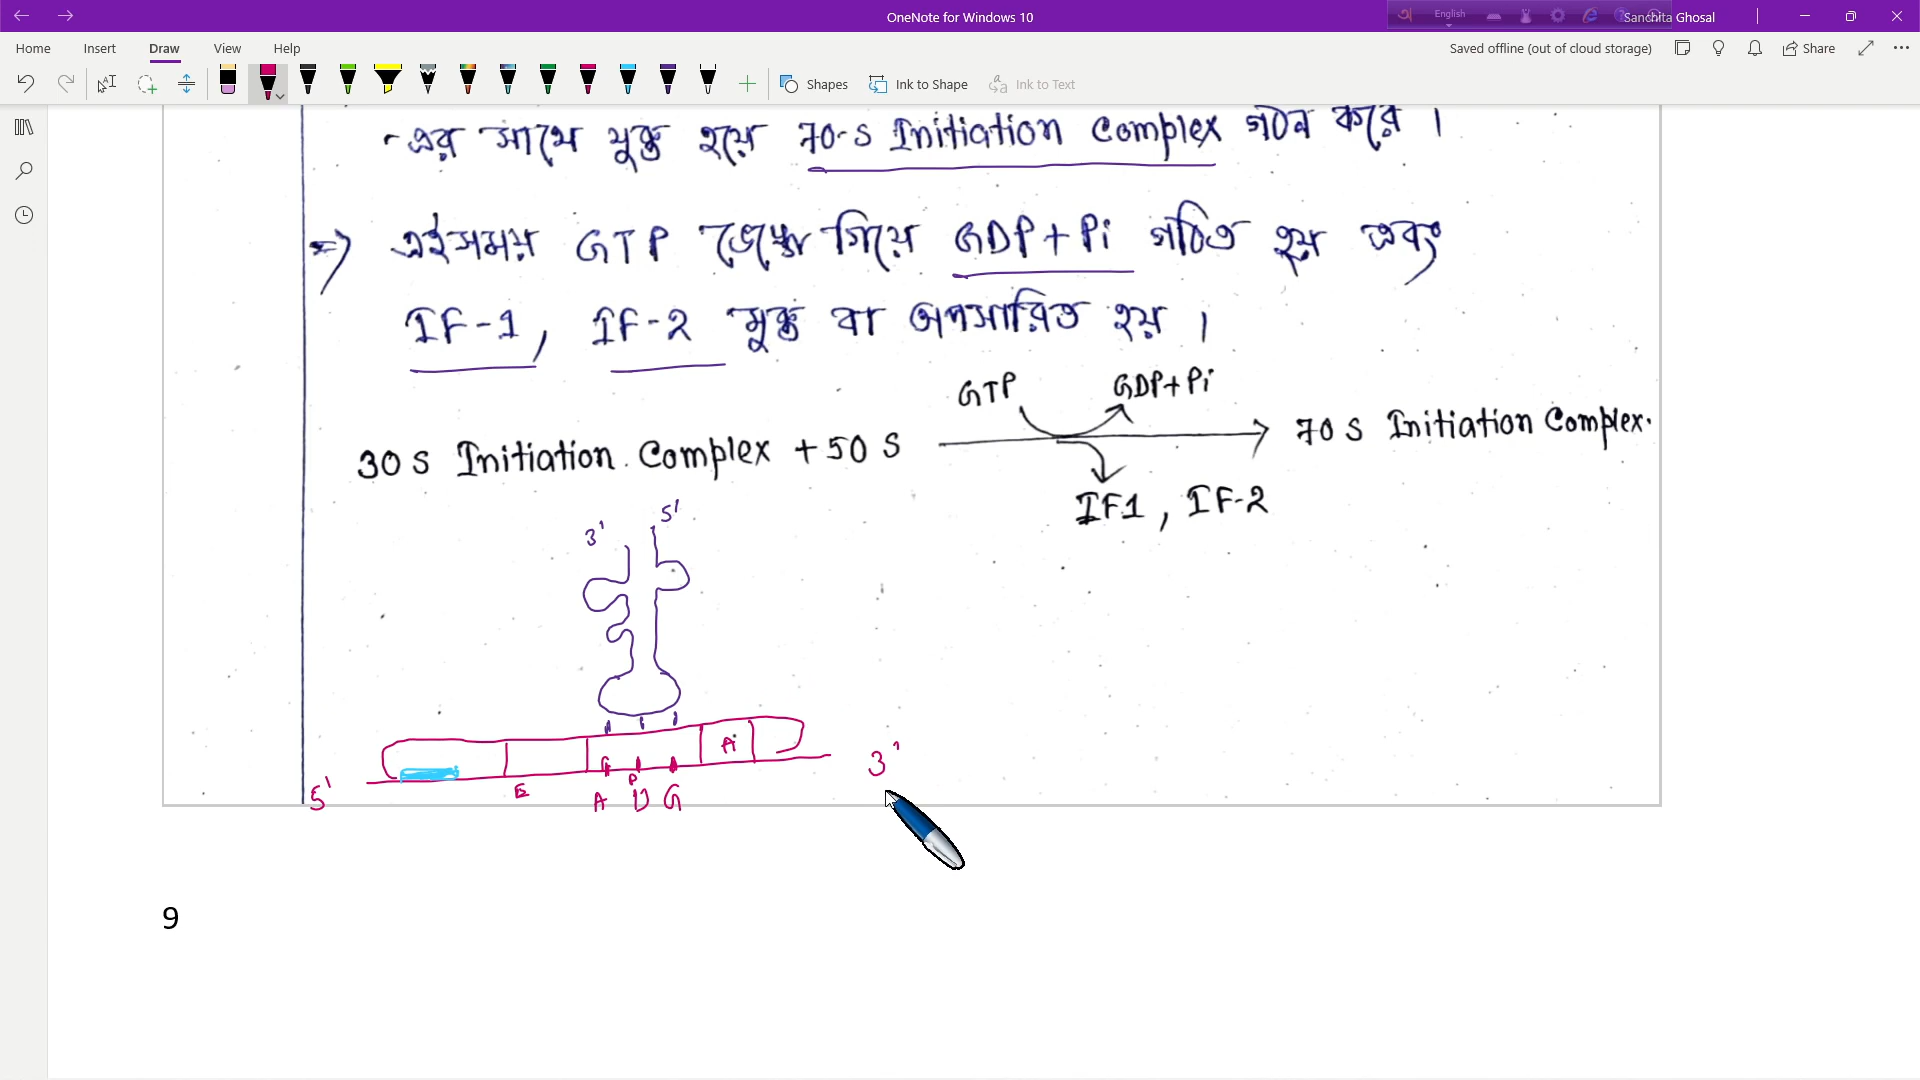 OneNote for Windows 10
English
Sanchita Ghosal
Home Insert Draw View Help
Saved offline (out of cloud storage) Share
Shapes Ink to Shape Ink to Text
-এর সাথে যুক্ত হয়ে 70-S Initiation Complex গঠন করে ।
=> এইসময় GTP ভেঙ্গে গিয়ে GDP+Pi গঠিত হয় এবং
IF-1, IF-2 মুক্ত বা অপসারিত হয় ।
GTP GDP+Pi
30 S Initiation Complex + 50 S 70 S Initiation Complex.
IF1, IF-2
3' 5'
A
3'
5' E P
A U G
9